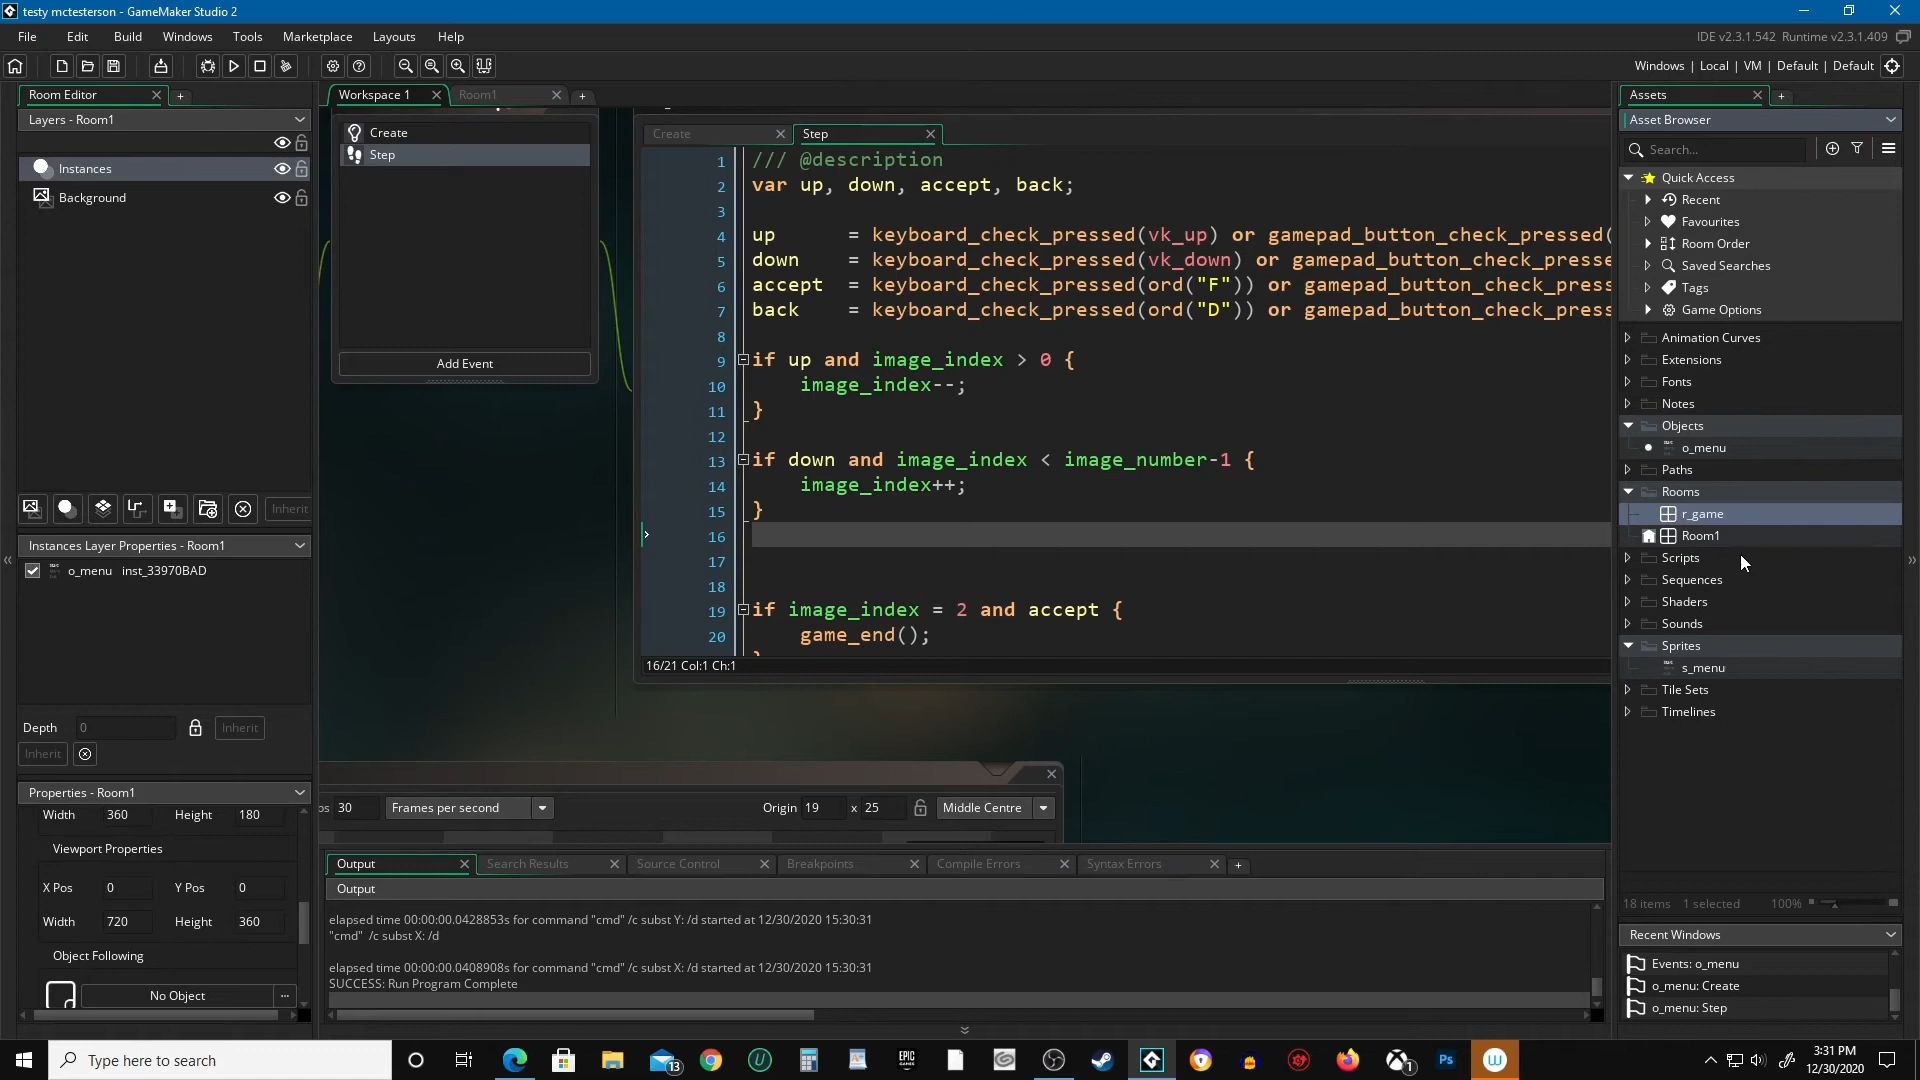 testy mctesterson - GameMaker Studio 2
File Edit Build Windows Tools Marketplace Layouts Help
IDE v2.3.1.542 Runtime v2.3.1.409
Windows | Local | VM | Default | Default
Room Editor
Layers - Room1
Instances
Background
Inherit
Instances Layer Properties - Room1
o_menu inst_33970BAD
Depth 0 Inherit
Inherit
Properties - Room1
Width 360 Height 180
Viewport Properties
X Pos 0 Y Pos 0
Width 720 Height 360
Object Following
No Object ...
Workspace 1 Room1
Create
Step
Add Event
Create Step
1 /// @description
2 var up, down, accept, back;
3
4 up = keyboard_check_pressed(vk_up) or gamepad_button_check_pressed(
5 down = keyboard_check_pressed(vk_down) or gamepad_button_check_presse
6 accept = keyboard_check_pressed(ord("F")) or gamepad_button_check_press
7 back = keyboard_check_pressed(ord("D")) or gamepad_button_check_press
8
9 if up and image_index > 0 {
10 image_index--;
11 }
12
13 if down and image_index < image_number-1 {
14 image_index++;
15 }
16
17
18
19 if image_index = 2 and accept {
20 game_end();
16/21 Col:1 Ch:1
30 Frames per second Origin 19 x 25 Middle Centre
Output Search Results Source Control Breakpoints Compile Errors Syntax Errors
Output
elapsed time 00:00:00.0428853s for command "cmd" /c subst Y: /d started at 12/30/2020 15:30:31
"cmd" /c subst X: /d
elapsed time 00:00:00.0408908s for command "cmd" /c subst X: /d started at 12/30/2020 15:30:31
SUCCESS: Run Program Complete
Assets
Asset Browser
Search...
Quick Access
Recent
Favourites
Room Order
Saved Searches
Tags
Game Options
Animation Curves
Extensions
Fonts
Notes
Objects
o_menu
Paths
Rooms
r_game
Room1
Scripts
Sequences
Shaders
Sounds
Sprites
s_menu
Tile Sets
Timelines
18 items 1 selected 100%
Recent Windows
Events: o_menu
o_menu: Create
o_menu: Step
Type here to search
13
EPIC
GAMES
1
Ps
3:31 PM
12/30/2020